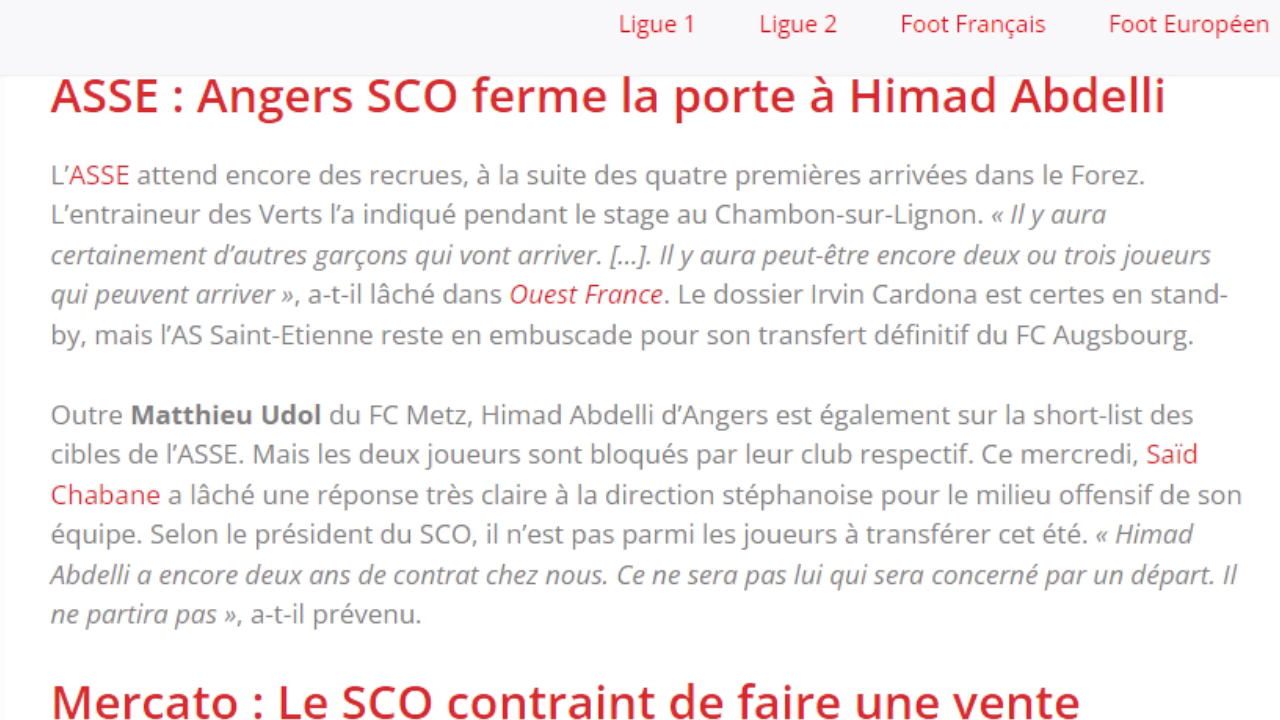 Ligue 1 Ligue 2 Foot Français Foot Européen
ASSE : Angers SCO ferme la porte à Himad Abdelli
L’ASSE attend encore des recrues, à la suite des quatre premières arrivées dans le Forez.
L’entraineur des Verts l’a indiqué pendant le stage au Chambon-sur-Lignon. « Il y aura
certainement d’autres garçons qui vont arriver. […]. Il y aura peut-être encore deux ou trois joueurs
qui peuvent arriver », a-t-il lâché dans Ouest France. Le dossier Irvin Cardona est certes en stand-
by, mais l’AS Saint-Etienne reste en embuscade pour son transfert définitif du FC Augsbourg.
Outre Matthieu Udol du FC Metz, Himad Abdelli d’Angers est également sur la short-list des
cibles de l’ASSE. Mais les deux joueurs sont bloqués par leur club respectif. Ce mercredi, Saïd
Chabane a lâché une réponse très claire à la direction stéphanoise pour le milieu offensif de son
équipe. Selon le président du SCO, il n’est pas parmi les joueurs à transférer cet été. « Himad
Abdelli a encore deux ans de contrat chez nous. Ce ne sera pas lui qui sera concerné par un départ. Il
ne partira pas », a-t-il prévenu.
Mercato : Le SCO contraint de faire une vente